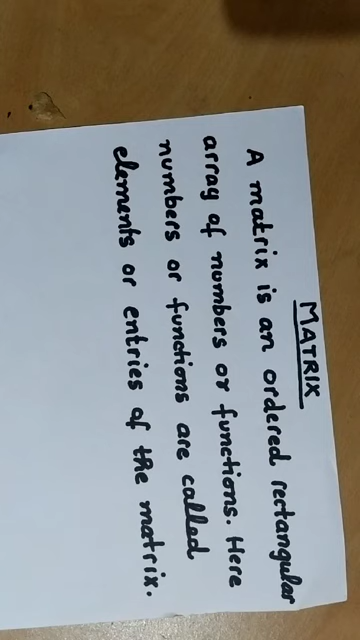 MATRIX
A matrix is an ordered rectangular
array of numbers or functions. Here
numbers or functions are called
elements or entries of the matrix.